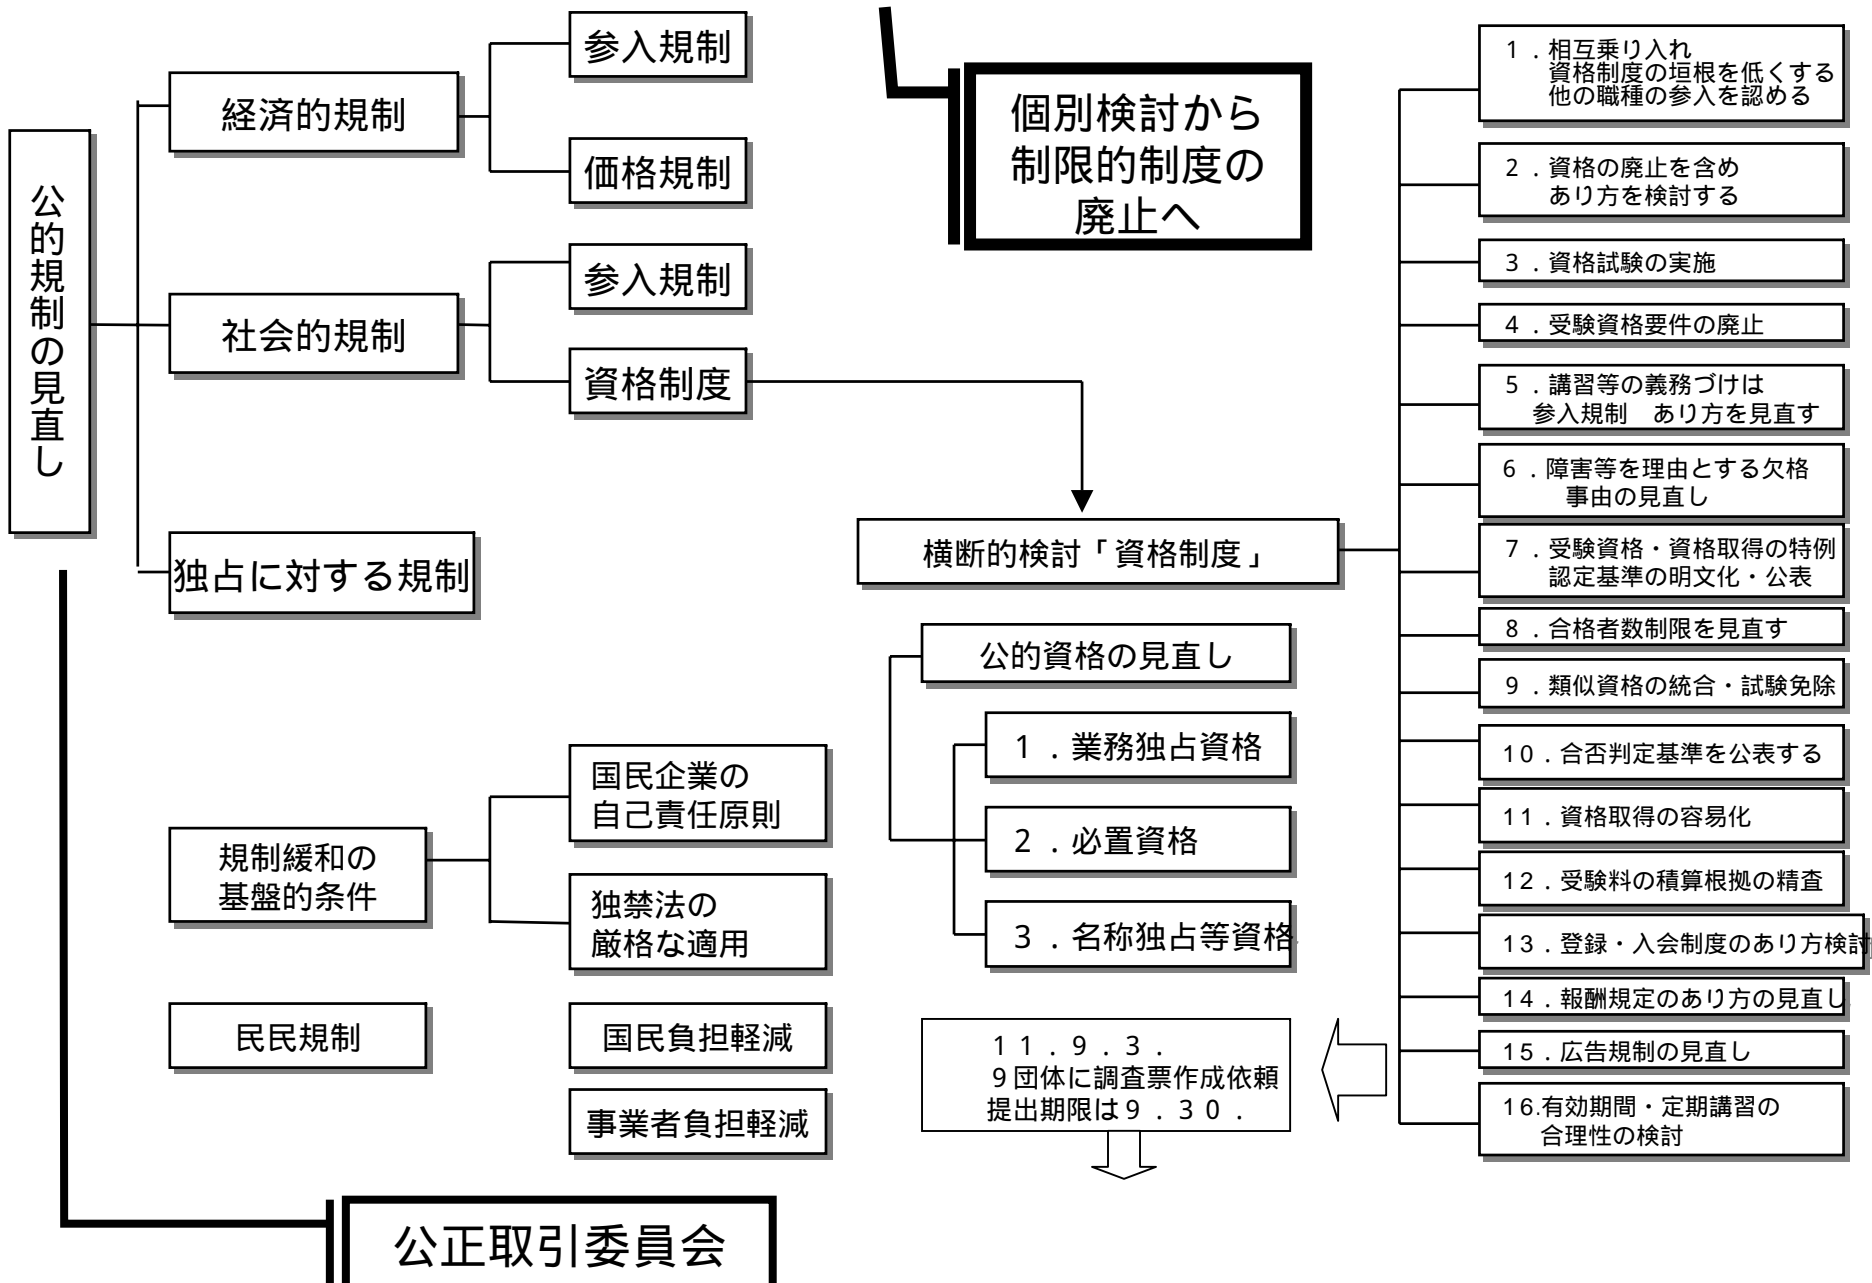 公的規制の見直し
経済的規制
参入規制
価格規制
社会的規制
参入規制
資格制度
独占に対する規制
規制緩和の
基盤的条件
国民企業の
自己責任原則
独禁法の
厳格な適用
民民規制
国民負担軽減
事業者負担軽減
公正取引委員会
個別検討から
制限的制度の
廃止へ
横断的検討「資格制度」
公的資格の見直し
1．業務独占資格
2．必置資格
3．名称独占等資格
11．9．3．
9団体に調査票作成依頼
提出期限は9．30．
1．相互乗り入れ
資格制度の垣根を低くする
他の職種の参入を認める
2．資格の廃止を含め
あり方を検討する
3．資格試験の実施
4．受験資格要件の廃止
5．講習等の義務づけは
参入規制　あり方を見直す
6．障害等を理由とする欠格
事由の見直し
7．受験資格・資格取得の特例
認定基準の明文化・公表
8．合格者数制限を見直す
9．類似資格の統合・試験免除
10．合否判定基準を公表する
11．資格取得の容易化
12．受験料の積算根拠の精査
13．登録・入会制度のあり方検討
14．報酬規定のあり方の見直し
15．広告規制の見直し
16.有効期間・定期講習の
合理性の検討